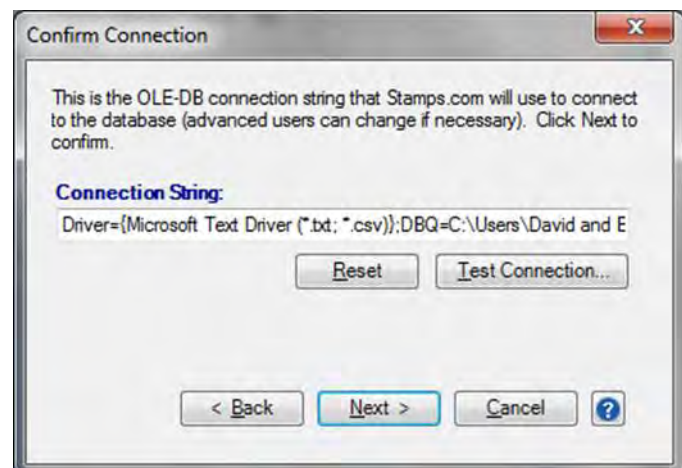 Confirm Connection
X
This is the OLE-DB connection string that Stamps.com will use to connect
to the database (advanced users can change if necessary). Click Next to
confirm.
Connection String:
Driver={Microsoft Text Driver (*.txt; *.csv)};DBQ=C:\Users\David and E
Reset Test Connection...
< Back Next > Cancel ?